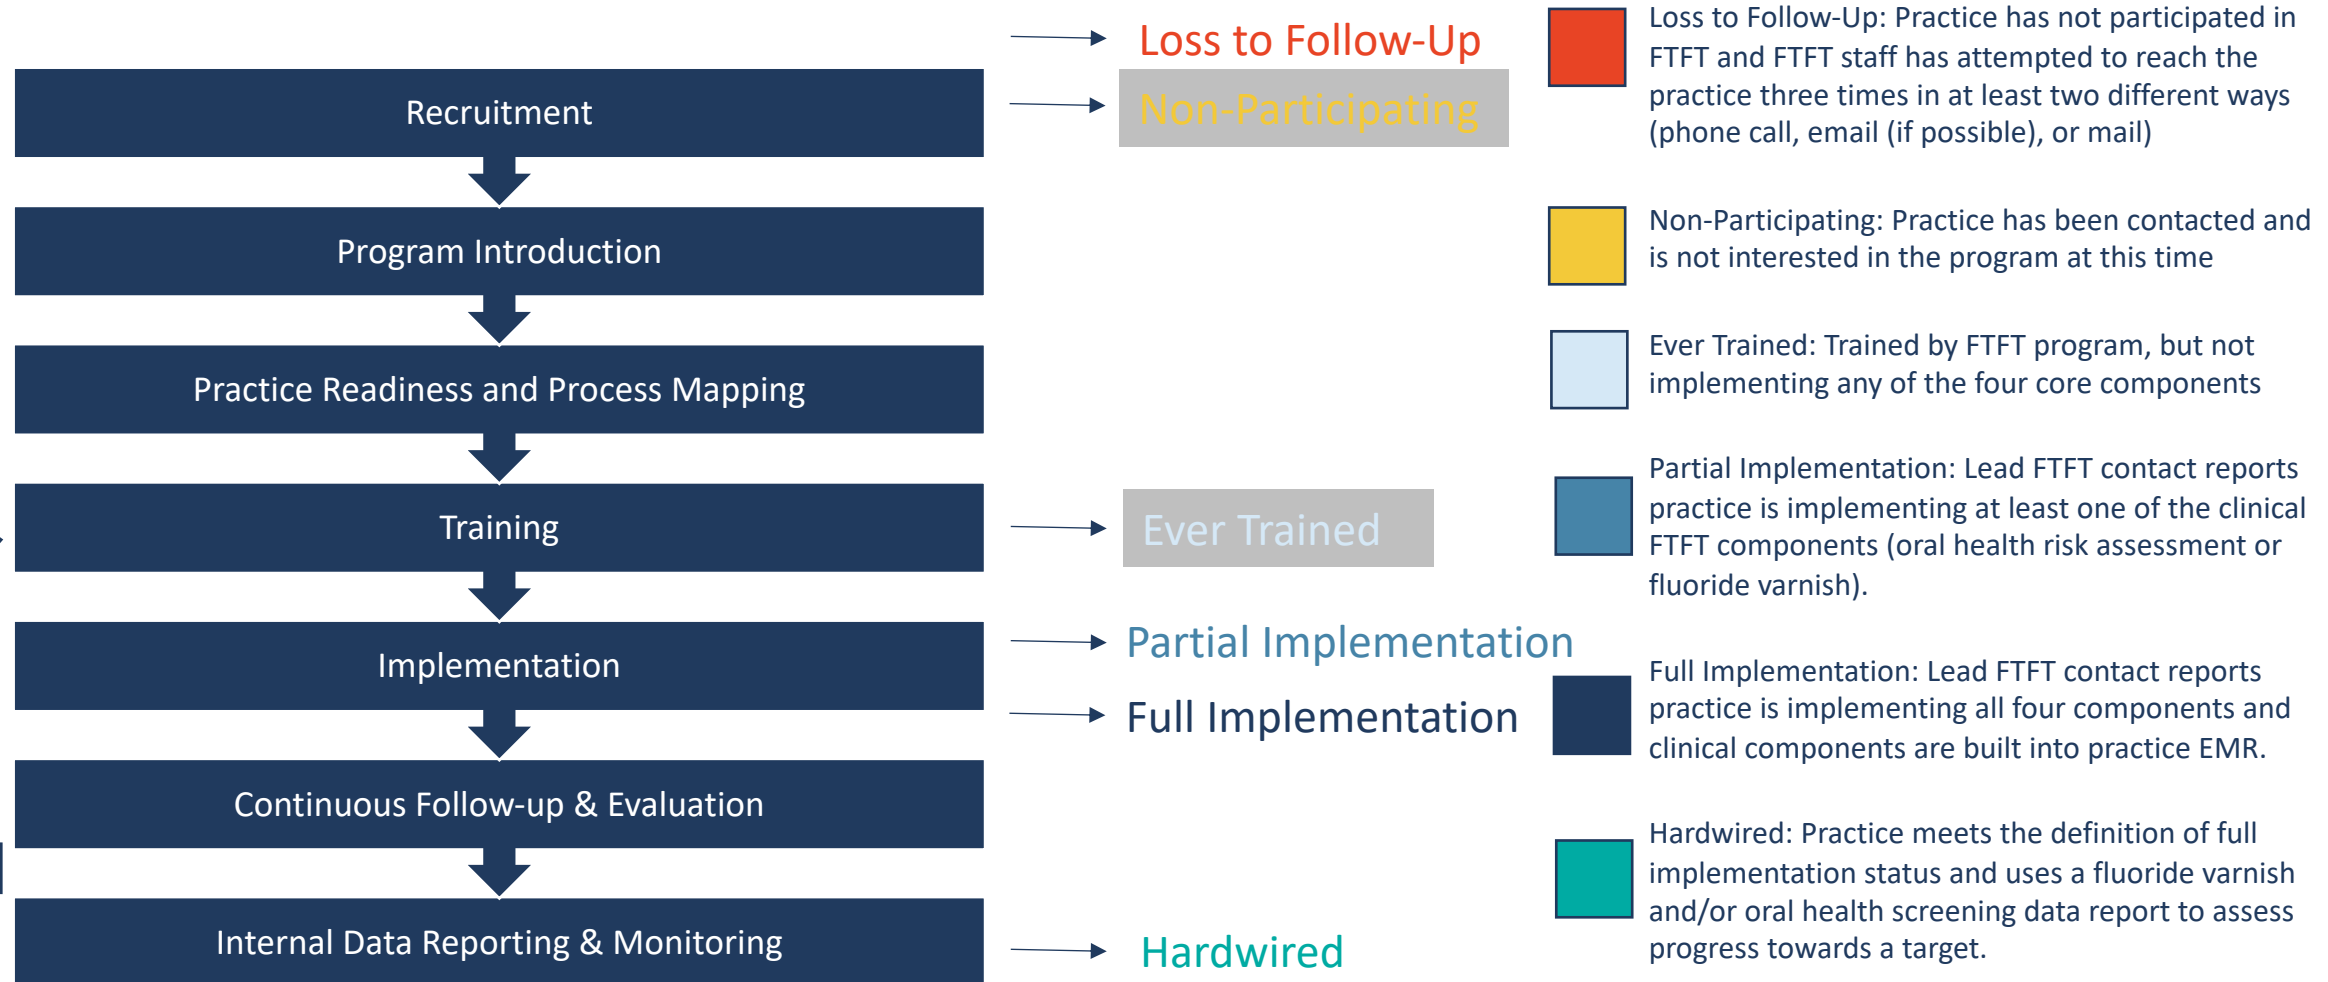 Recruitment
Program Introduction
Practice Readiness and Process Mapping
Training
Implementation
Continuous Follow-up & Evaluation
Internal Data Reporting & Monitoring
Loss to Follow-Up
Non-Participating
Ever Trained
Partial Implementation
Full Implementation
Hardwired
Loss to Follow-Up: Practice has not participated in
FTFT and FTFT staff has attempted to reach the
practice three times in at least two different ways
(phone call, email (if possible), or mail)
Non-Participating: Practice has been contacted and
is not interested in the program at this time
Ever Trained: Trained by FTFT program, but not
implementing any of the four core components
Partial Implementation: Lead FTFT contact reports
practice is implementing at least one of the clinical
FTFT components (oral health risk assessment or
fluoride varnish).
Full Implementation: Lead FTFT contact reports
practice is implementing all four components and
clinical components are built into practice EMR.
Hardwired: Practice meets the definition of full
implementation status and uses a fluoride varnish
and/or oral health screening data report to assess
progress towards a target.